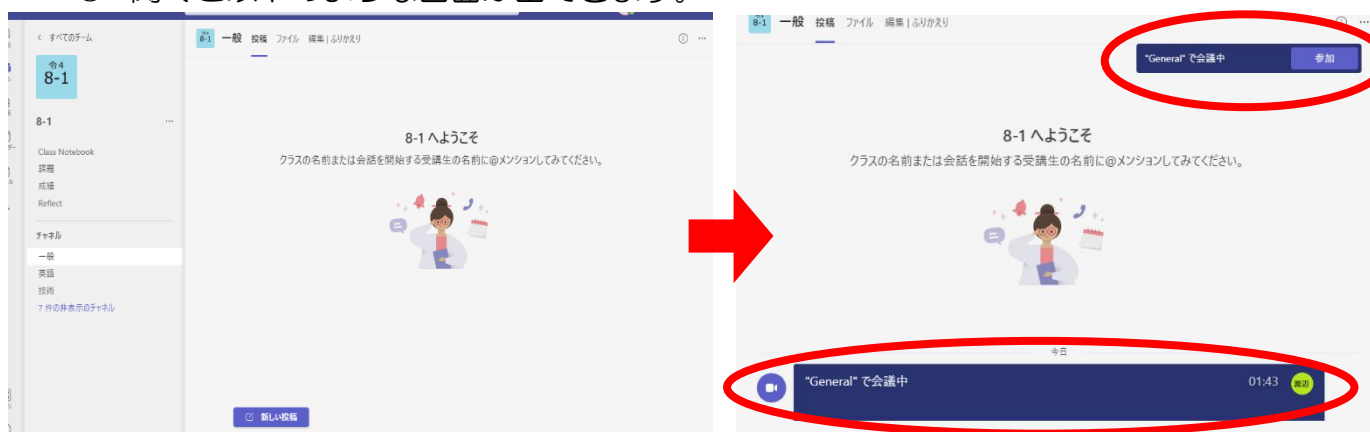 すべてのチーム
令4
8-1
8-1
Class Notebook
課題
成績
Reflect
チャネル
一般
英語
技術
7 件の非表示のチャネル
令4
8-1 一般 投稿 ファイル 編集 | ふりかえり
8-1 へようこそ
クラスの名前または会話を開始する受講生の名前に@メンションしてみてください。
新しい投稿
8-1 一般 投稿 ファイル 編集 | ふりかえり
"General" で会議中 参加
8-1 へようこそ
クラスの名前または会話を開始する受講生の名前に@メンションしてみてください。
今日
"General" で会議中 01:43 渡辺